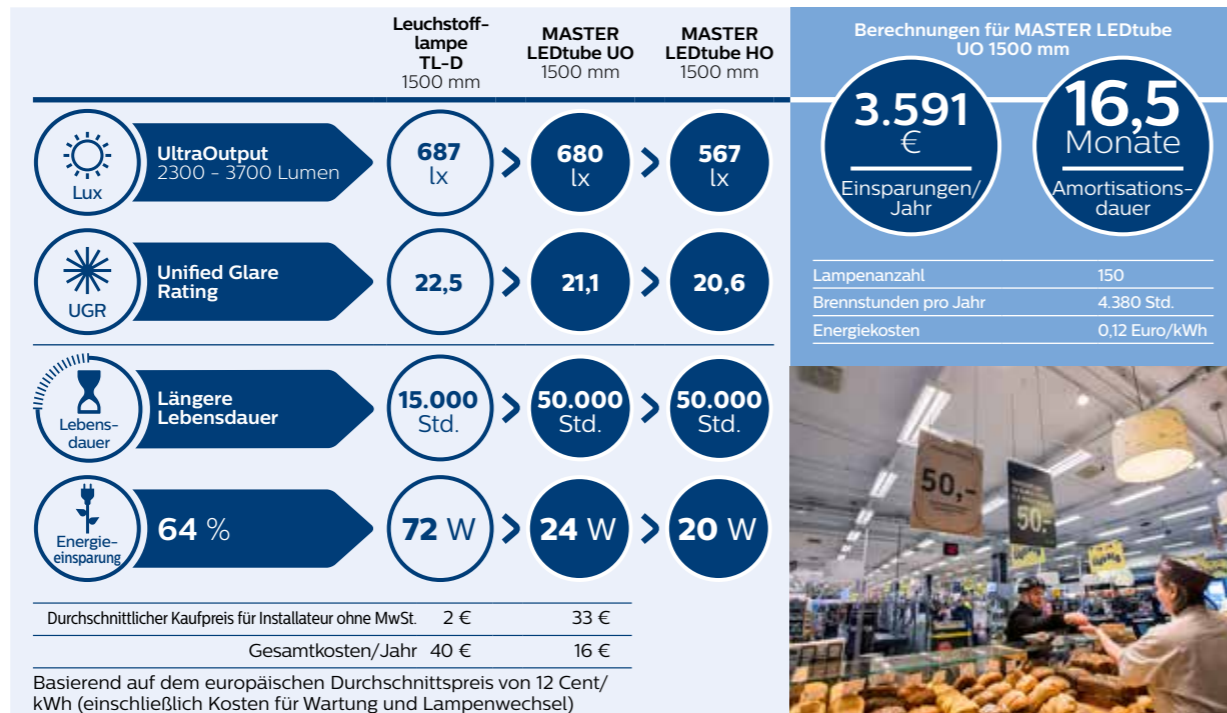 Leuchstoff-
lampe
TL-D
1500 mm
MASTER
LEDtube UO
1500 mm
MASTER
LEDtube HO
1500 mm
Lux
UltraOutput
2300 - 3700 Lumen
687
lx
>
680
lx
>
567
lx
UGR
Unified Glare
Rating
22,5
>
21,1
>
20,6
Lebens-
dauer
Längere
Lebensdauer
15.000
Std.
>
50.000
Std.
>
50.000
Std.
Energie-
einsparung
64 %
72 W
>
24 W
>
20 W
Durchschnittlicher Kaufpreis für Installateur ohne MwSt. 2 € 33 €
Gesamtkosten/Jahr 40 € 16 €
Basierend auf dem europäischen Durchschnittspreis von 12 Cent/
kWh (einschließlich Kosten für Wartung und Lampenwechsel)
Berechnungen für MASTER LEDtube
UO 1500 mm
3.591
€
Einsparungen/
Jahr
16,5
Monate
Amortisations-
dauer
Lampenanzahl 150
Brennstunden pro Jahr 4.380 Std.
Energiekosten 0,12 Euro/kWh
50,-
50,-